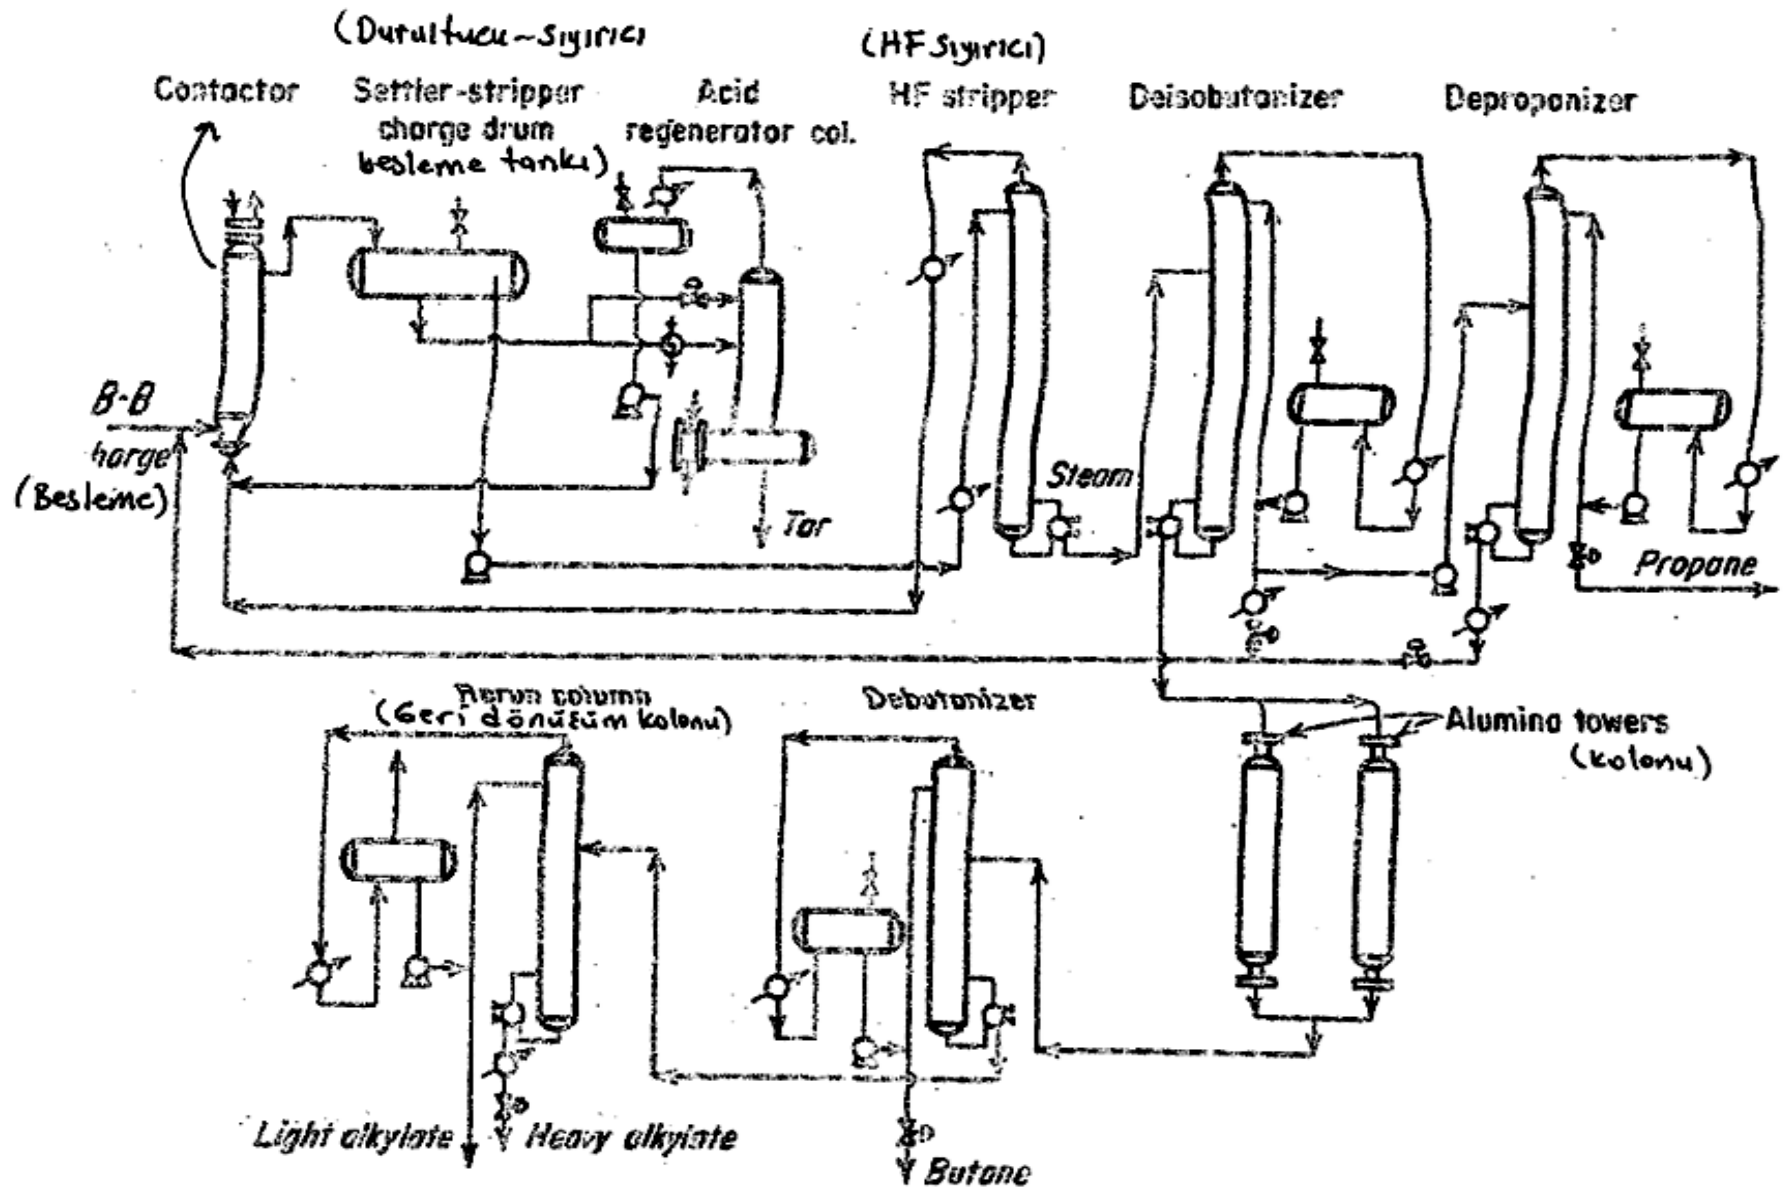 (Durultucu-sıyırıcı
(HF Sıyırıcı)
Contactor
Settler-stripper
charge drum
besleme tankı)
Acid
regenerator col.
HF stripper
Deisobutanizer
Depropanizer
B-B
harge
(Besleme)
Tar
Steam
Propane
Rerun column
(Geri dönüşüm kolonu)
Debutanizer
Alumina towers
(kolonu)
Light alkylate
Heavy alkylate
Butane